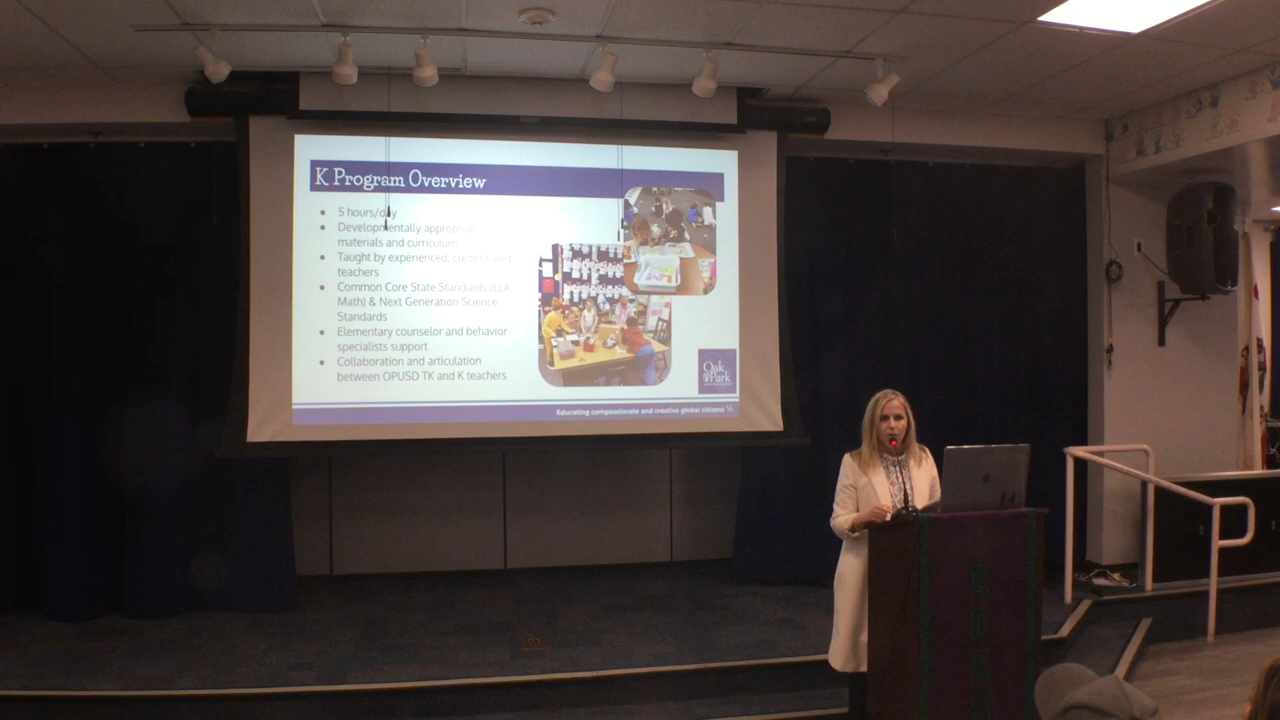 K Program Overview
● 5 hours/day
● Developmentally appropriate
materials and curriculum
● Taught by experienced, credentialed
teachers
● Common Core State Standards (ELA,
Math) & Next Generation Science
Standards
● Elementary counselor and behavior
specialists support
● Collaboration and articulation
between OPUSD TK and K teachers
Oak
Park
Educating compassionate and creative global citizens 16